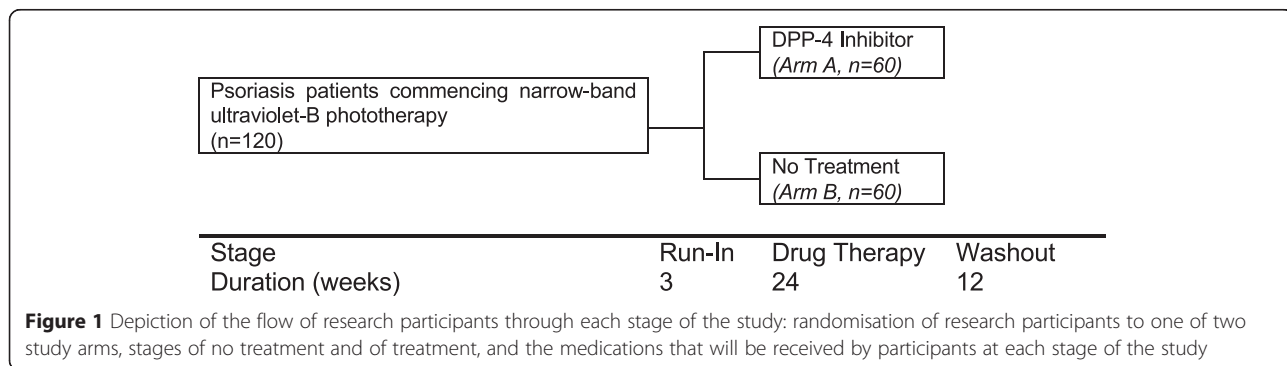 DPP-4 Inhibitor
(Arm A, n=60)
Psoriasis patients commencing narrow-band
ultraviolet-B phototherapy
(n=120)
No Treatment
(Arm B, n=60)
Stage Run-In Drug Therapy Washout
Duration (weeks) 3 24 12
Figure 1 Depiction of the flow of research participants through each stage of the study: randomisation of research participants to one of two
study arms, stages of no treatment and of treatment, and the medications that will be received by participants at each stage of the study